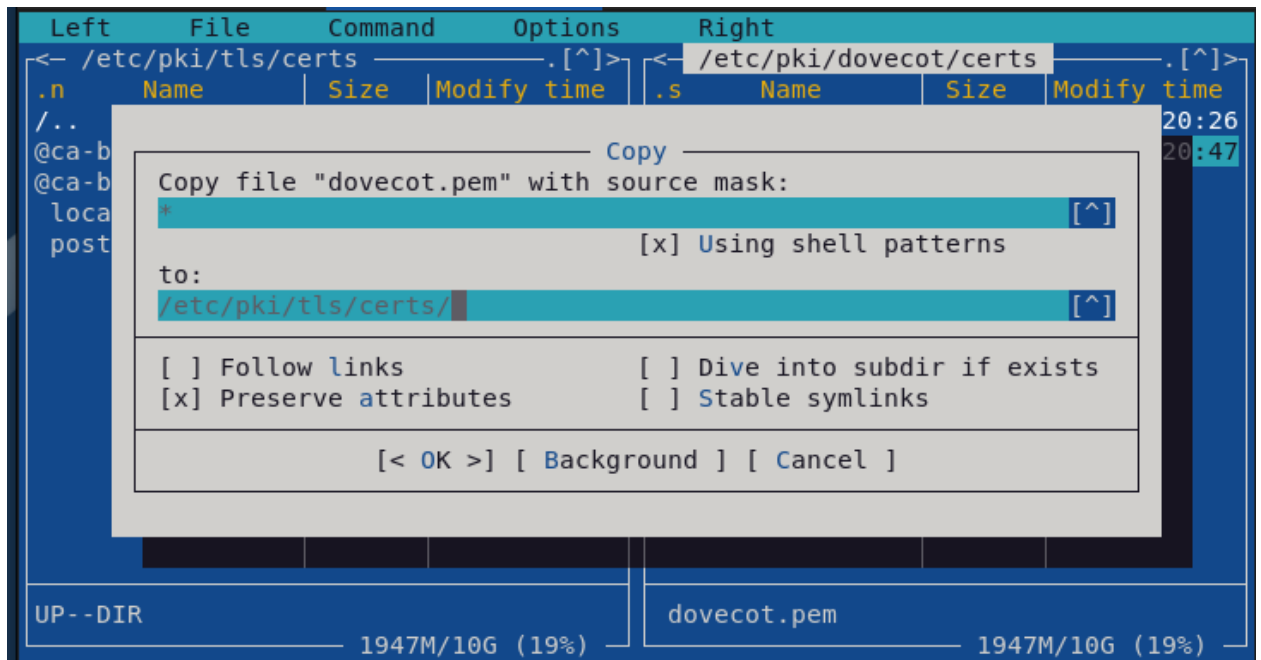 Left File Command Options Right
<— /etc/pki/tls/certs ———.[^]> <— /etc/pki/dovecot/certs ———.[^]>
.n Name Size Modify time .s Name Size Modify time
/.. 20:26
@ca-b 20:47
Copy
@ca-b Copy file "dovecot.pem" with source mask:
loca * [^]
post [x] Using shell patterns
to:
/etc/pki/tls/certs/ [^]
[ ] Follow links [ ] Dive into subdir if exists
[x] Preserve attributes [ ] Stable symlinks
[< OK >] [ Background ] [ Cancel ]
UP--DIR dovecot.pem
1947M/10G (19%) 1947M/10G (19%)